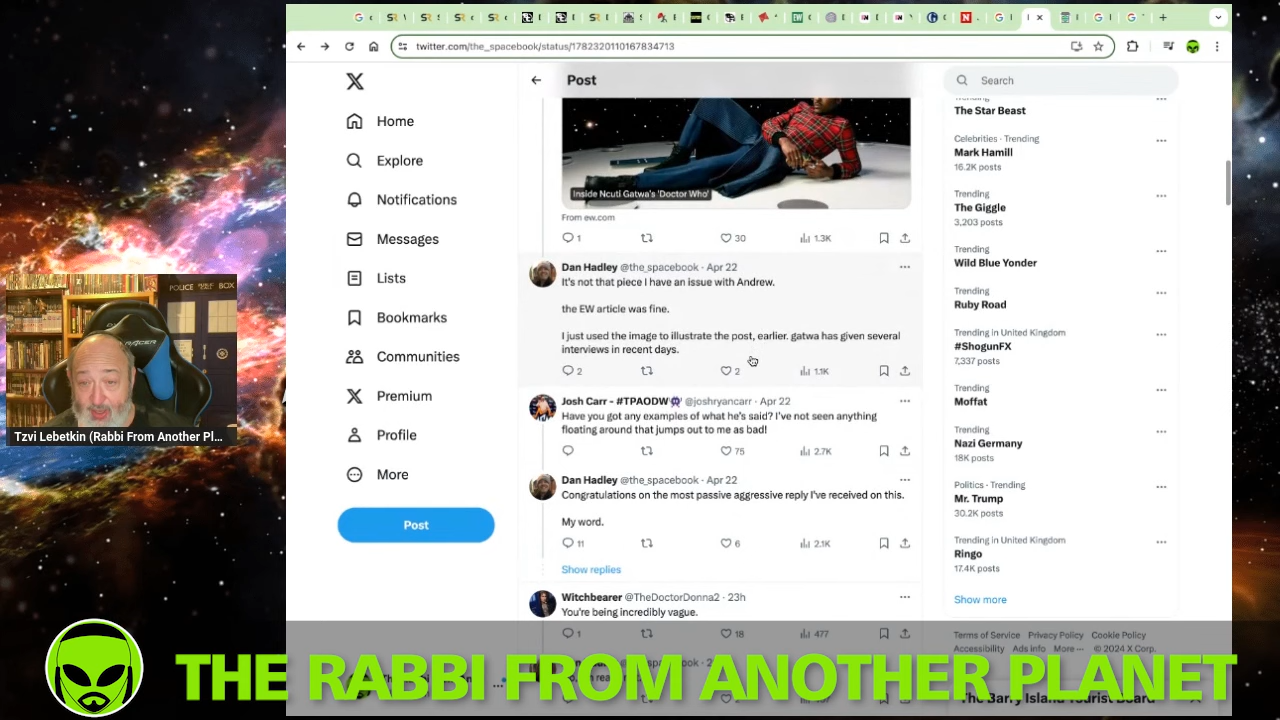 twitter.com/the_spacebook/status/1782320110167834713
Post
Search
Home
Explore
Notifications
Messages
Lists
Bookmarks
Communities
Premium
Profile
More
Post
Inside Ncuti Gatwa's 'Doctor Who'
From ew.com
1
30
1.3K
Dan Hadley @the_spacebook · Apr 22
It's not that piece I have an issue with Andrew.
the EW article was fine.
I just used the image to illustrate the post, earlier. gatwa has given several
interviews in recent days.
2
2
1.1K
Josh Carr - #TPAODW @joshryancarr · Apr 22
Have you got any examples of what he's said? I've not seen anything
floating around that jumps out to me as bad!
75
2.7K
Dan Hadley @the_spacebook · Apr 22
Congratulations on the most passive aggressive reply I've received on this.
My word.
11
6
2.1K
Show replies
Witchbearer @TheDoctorDonna2 · 23h
You're being incredibly vague.
1
18
477
Trending
The Star Beast
Celebrities · Trending
Mark Hamill
16.2K posts
Trending
The Giggle
3,203 posts
Trending
Wild Blue Yonder
Trending
Ruby Road
Trending in United Kingdom
#ShogunFX
7,337 posts
Trending
Moffat
Trending
Nazi Germany
18K posts
Politics · Trending
Mr. Trump
30.2K posts
Trending in United Kingdom
Ringo
17.4K posts
Show more
Terms of Service Privacy Policy Cookie Policy
Accessibility Ads info More ··· © 2024 X Corp.
POLICE BOX
Tzvi Lebetkin (Rabbi From Another Pl...
THE RABBI FROM ANOTHER PLANET